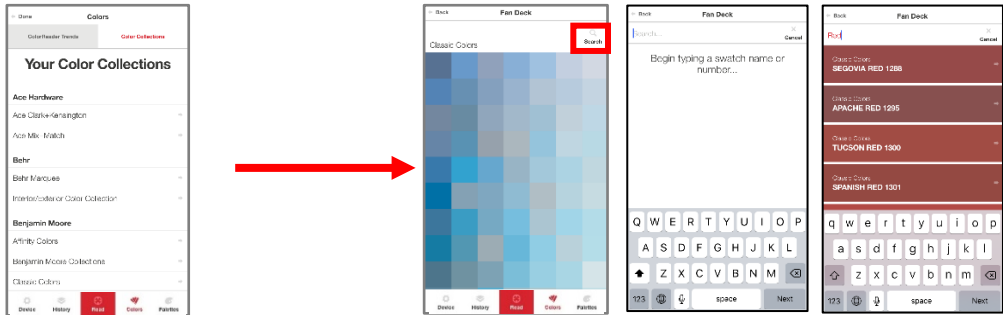 Done Colors
ColorReader Trends Color Collections
Your Color Collections
Ace Hardware
Ace Clark+Kensington
Ace Mix+Match
Behr
Behr Marquee
Interior/Exterior Color Collection
Benjamin Moore
Affinity Colors
Benjamin Moore Collections
Classic Colors
Device History Read Colors Palettes
Back Fan Deck
Search
Classic Colors
Device History Read Colors Palettes
Back Fan Deck
Search... Cancel
Begin typing a swatch name or
number...
Q W E R T Y U I O P
A S D F G H J K L
Z X C V B N M
123 space Next
Back Fan Deck
Red Cancel
Classic Colors
SEGOVIA RED 1288
Classic Colors
APACHE RED 1295
Classic Colors
TUCSON RED 1300
Classic Colors
SPANISH RED 1301
q w e r t y u i o p
a s d f g h j k l
z x c v b n m
123 space Next